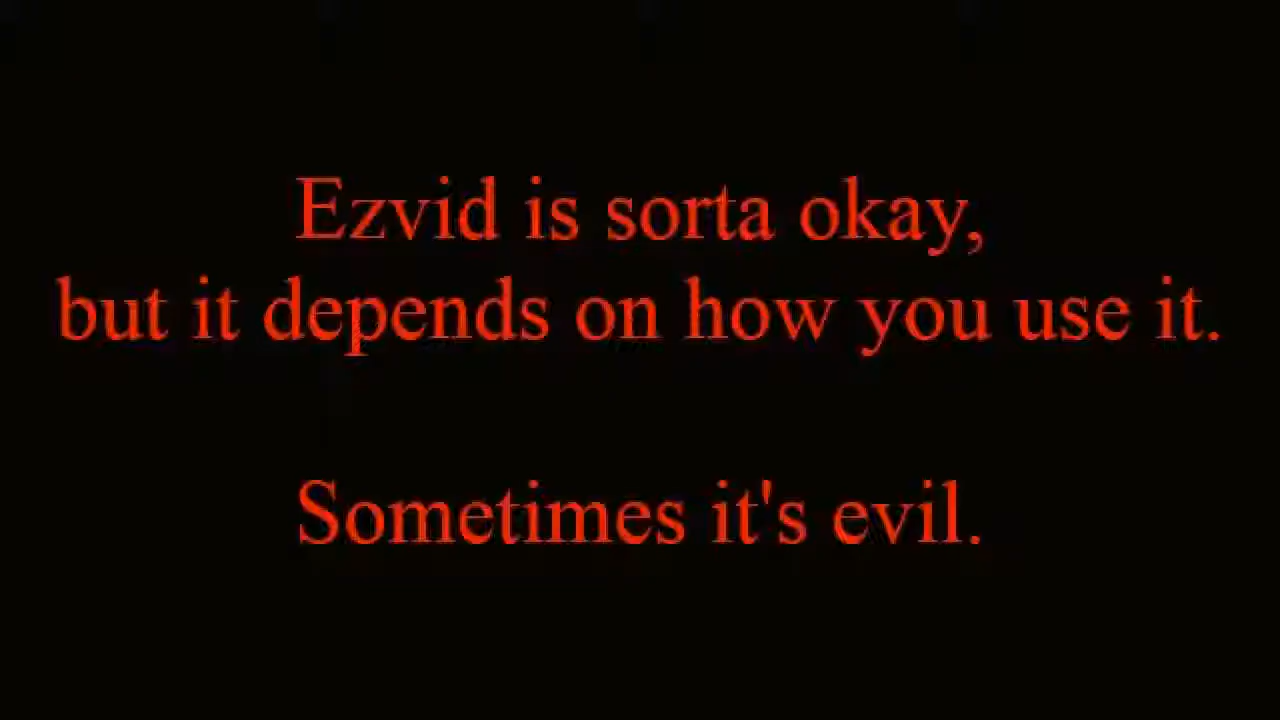 Ezvid is sorta okay,
but it depends on how you use it.
Sometimes it's evil.